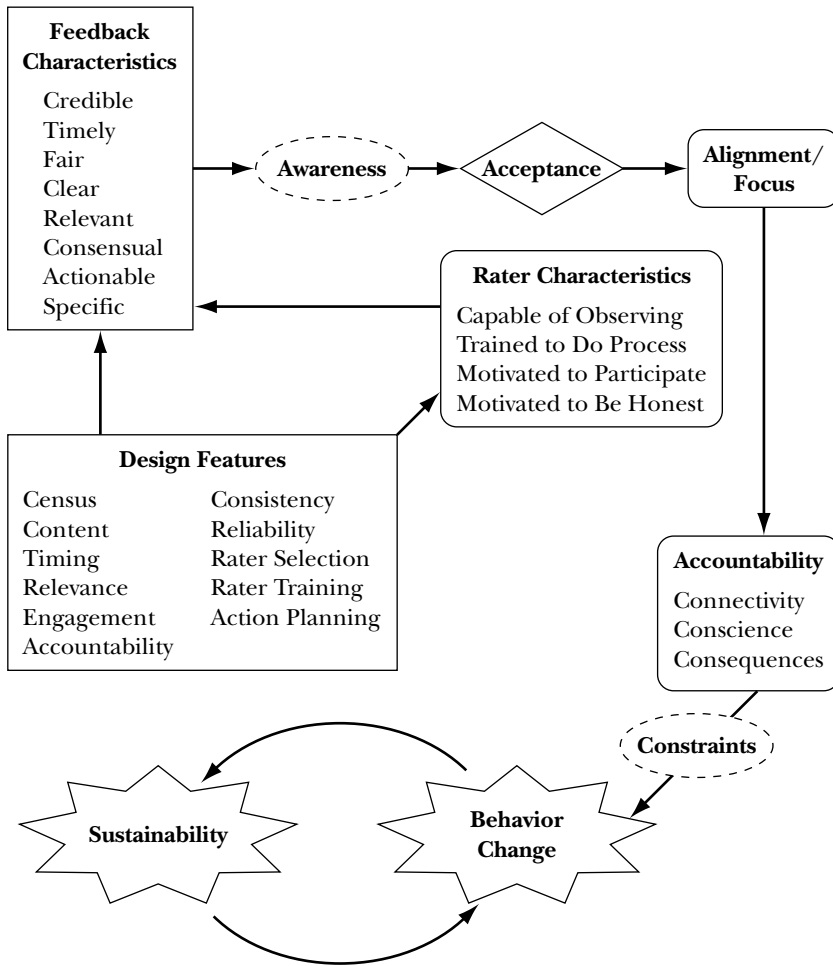 Feedback
Characteristics
Credible
Timely
Fair
Clear
Relevant
Consensual
Actionable
Specific
Awareness
Acceptance
Alignment/
Focus
Rater Characteristics
Capable of Observing
Trained to Do Process
Motivated to Participate
Motivated to Be Honest
Design Features
Census
Content
Timing
Relevance
Engagement
Accountability
Consistency
Reliability
Rater Selection
Rater Training
Action Planning
Accountability
Connectivity
Conscience
Consequences
Constraints
Sustainability
Behavior
Change